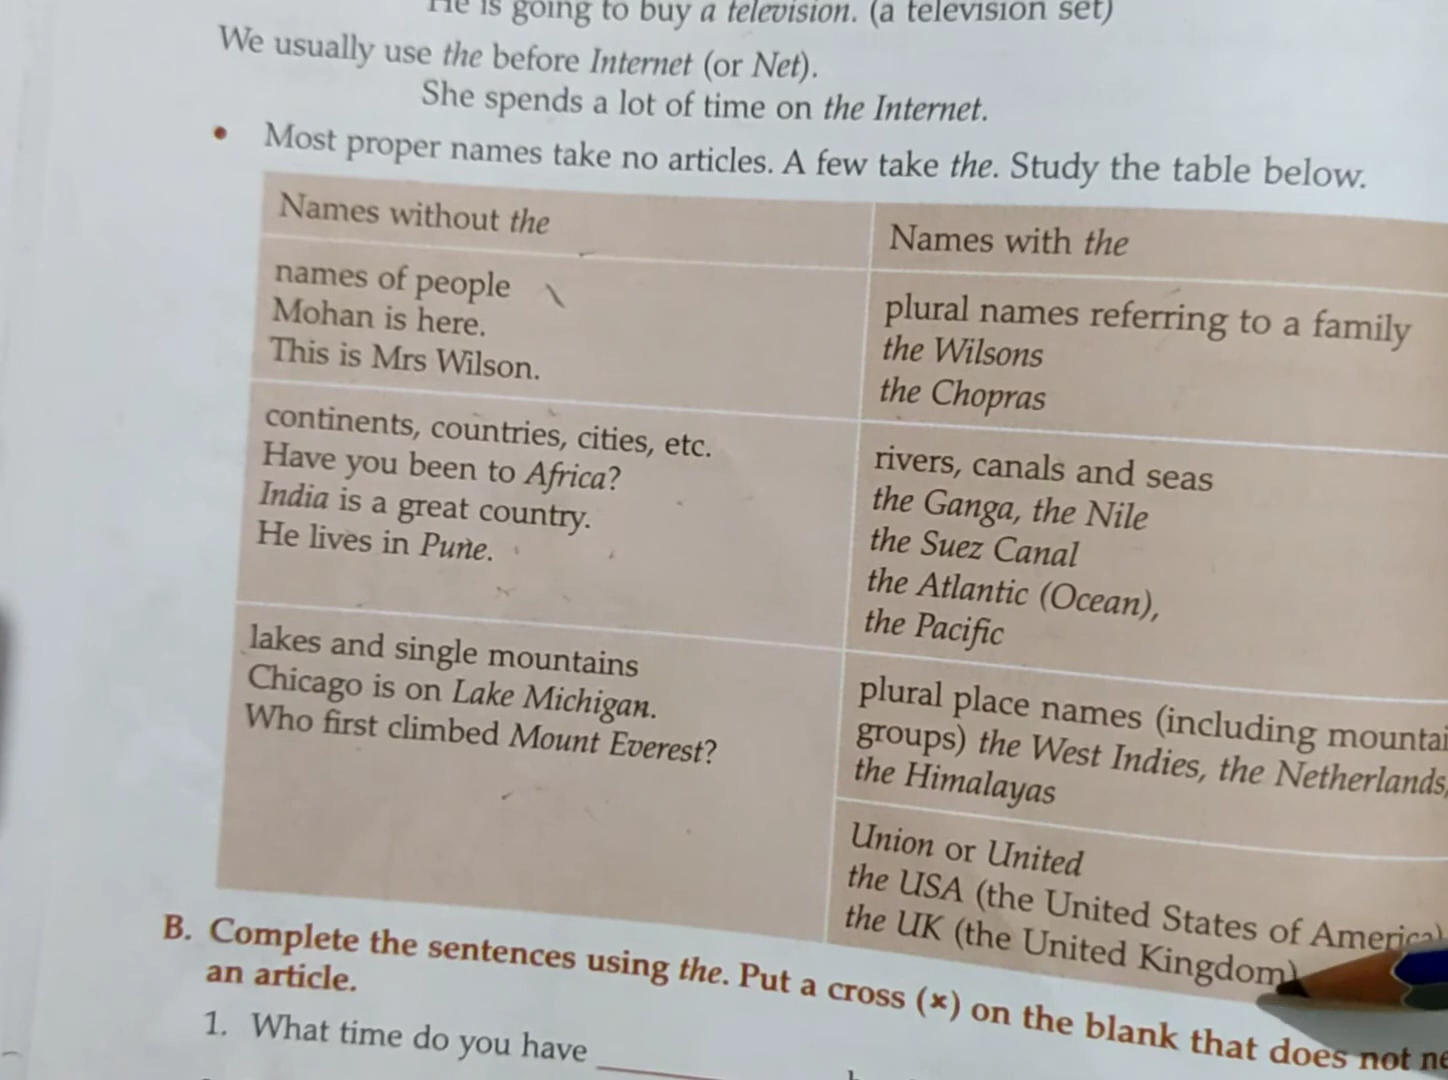 He is going to buy a television. (a television set)
We usually use the before Internet (or Net).
She spends a lot of time on the Internet.
• Most proper names take no articles. A few take the. Study the table below.
Names without the
Names with the
names of people
Mohan is here.
This is Mrs Wilson.
plural names referring to a family
the Wilsons
the Chopras
continents, countries, cities, etc.
Have you been to Africa?
India is a great country.
He lives in Pune.
rivers, canals and seas
the Ganga, the Nile
the Suez Canal
the Atlantic (Ocean),
the Pacific
lakes and single mountains
Chicago is on Lake Michigan.
Who first climbed Mount Everest?
plural place names (including mountai
groups) the West Indies, the Netherlands,
the Himalayas
Union or United
the USA (the United States of America)
the UK (the United Kingdom)
B. Complete the sentences using the. Put a cross (×) on the blank that does not ne
an article.
1. What time do you have